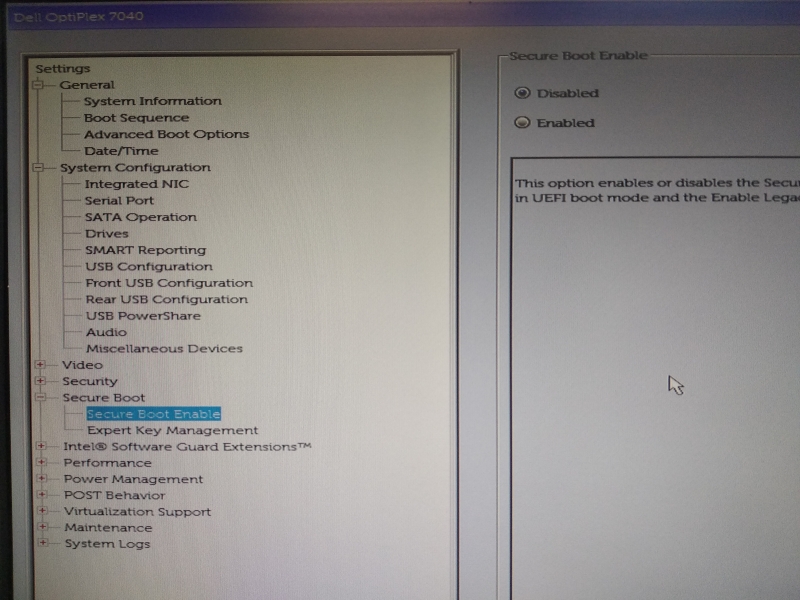 Dell OptiPlex 7040
Settings
General
System Information
Boot Sequence
Advanced Boot Options
Date/Time
System Configuration
Integrated NIC
Serial Port
SATA Operation
Drives
SMART Reporting
USB Configuration
Front USB Configuration
Rear USB Configuration
USB PowerShare
Audio
Miscellaneous Devices
Video
Security
Secure Boot
Secure Boot Enable
Expert Key Management
Intel® Software Guard Extensions™
Performance
Power Management
POST Behavior
Virtualization Support
Maintenance
System Logs
Secure Boot Enable
Disabled
Enabled
This option enables or disables the
in UEFI boot mode and the Enable